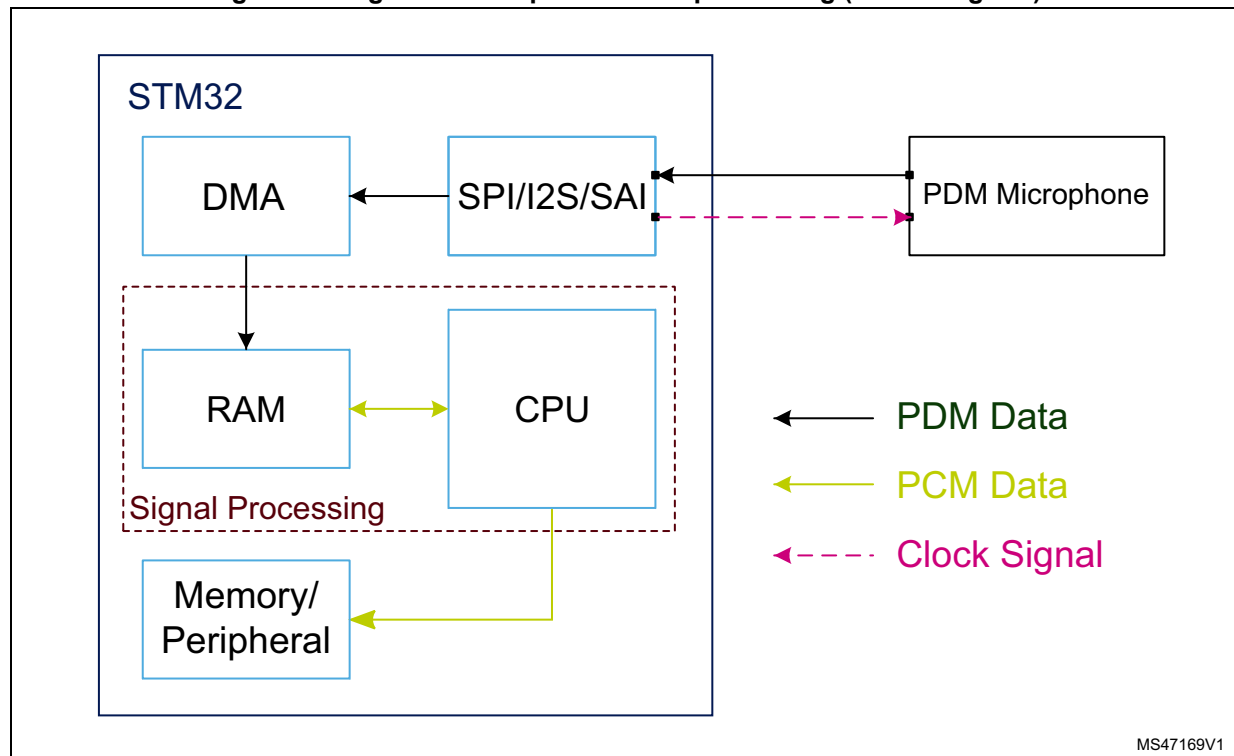 STM32
DMA
SPI/I2S/SAI
PDM Microphone
RAM
CPU
Signal Processing
Memory/
Peripheral
PDM Data
PCM Data
Clock Signal
MS47169V1